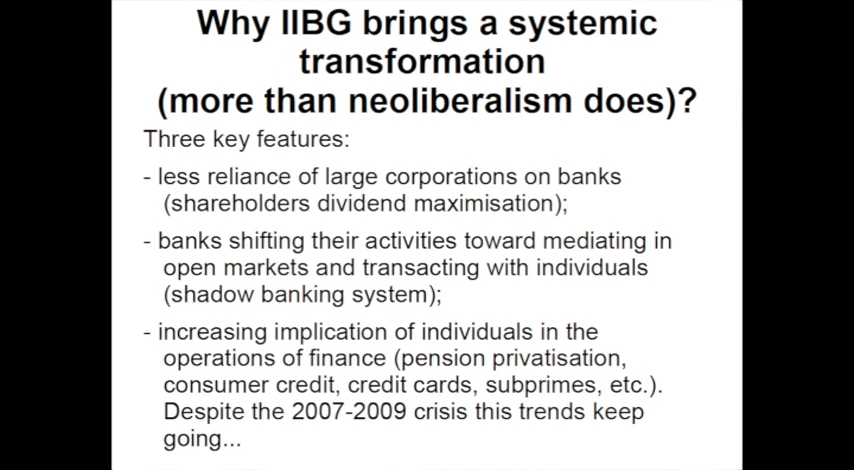 Why IIBG brings a systemic
transformation
(more than neoliberalism does)?
Three key features:
- less reliance of large corporations on banks
(shareholders dividend maximisation);
- banks shifting their activities toward mediating in
open markets and transacting with individuals
(shadow banking system);
- increasing implication of individuals in the
operations of finance (pension privatisation,
consumer credit, credit cards, subprimes, etc.).
Despite the 2007-2009 crisis this trends keep
going...